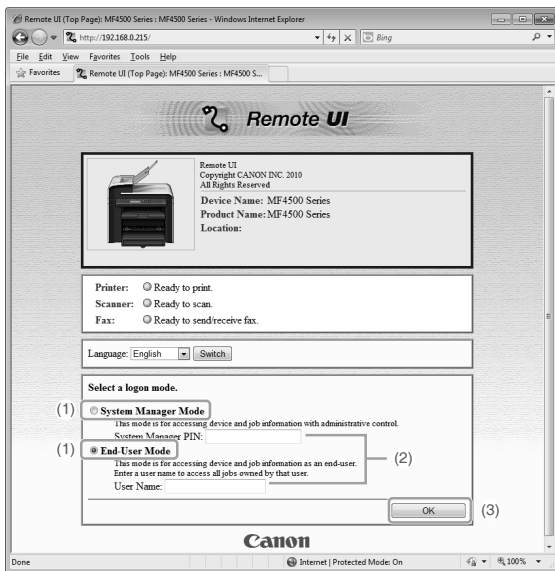 Remote UI (Top Page): MF4500 Series : MF4500 Series - Windows Internet Explorer
http://192.168.0.215/
Bing
File Edit View Favorites Tools Help
Favorites
Remote UI (Top Page): MF4500 Series : MF4500 S...
Remote UI
Remote UI
Copyright CANON INC. 2010
All Rights Reserved
Device Name: MF4500 Series
Product Name: MF4500 Series
Location:
Printer: Ready to print.
Scanner: Ready to scan.
Fax: Ready to send/receive fax.
Language: English Switch
Select a logon mode.
(1) System Manager Mode
This mode is for accessing device and job information with administrative control.
System Manager PIN:
(1) End-User Mode
(2)
This mode is for accessing device and job information as an end-user.
Enter a user name to access all jobs owned by that user.
User Name:
OK (3)
Canon
Done Internet | Protected Mode: On 100%